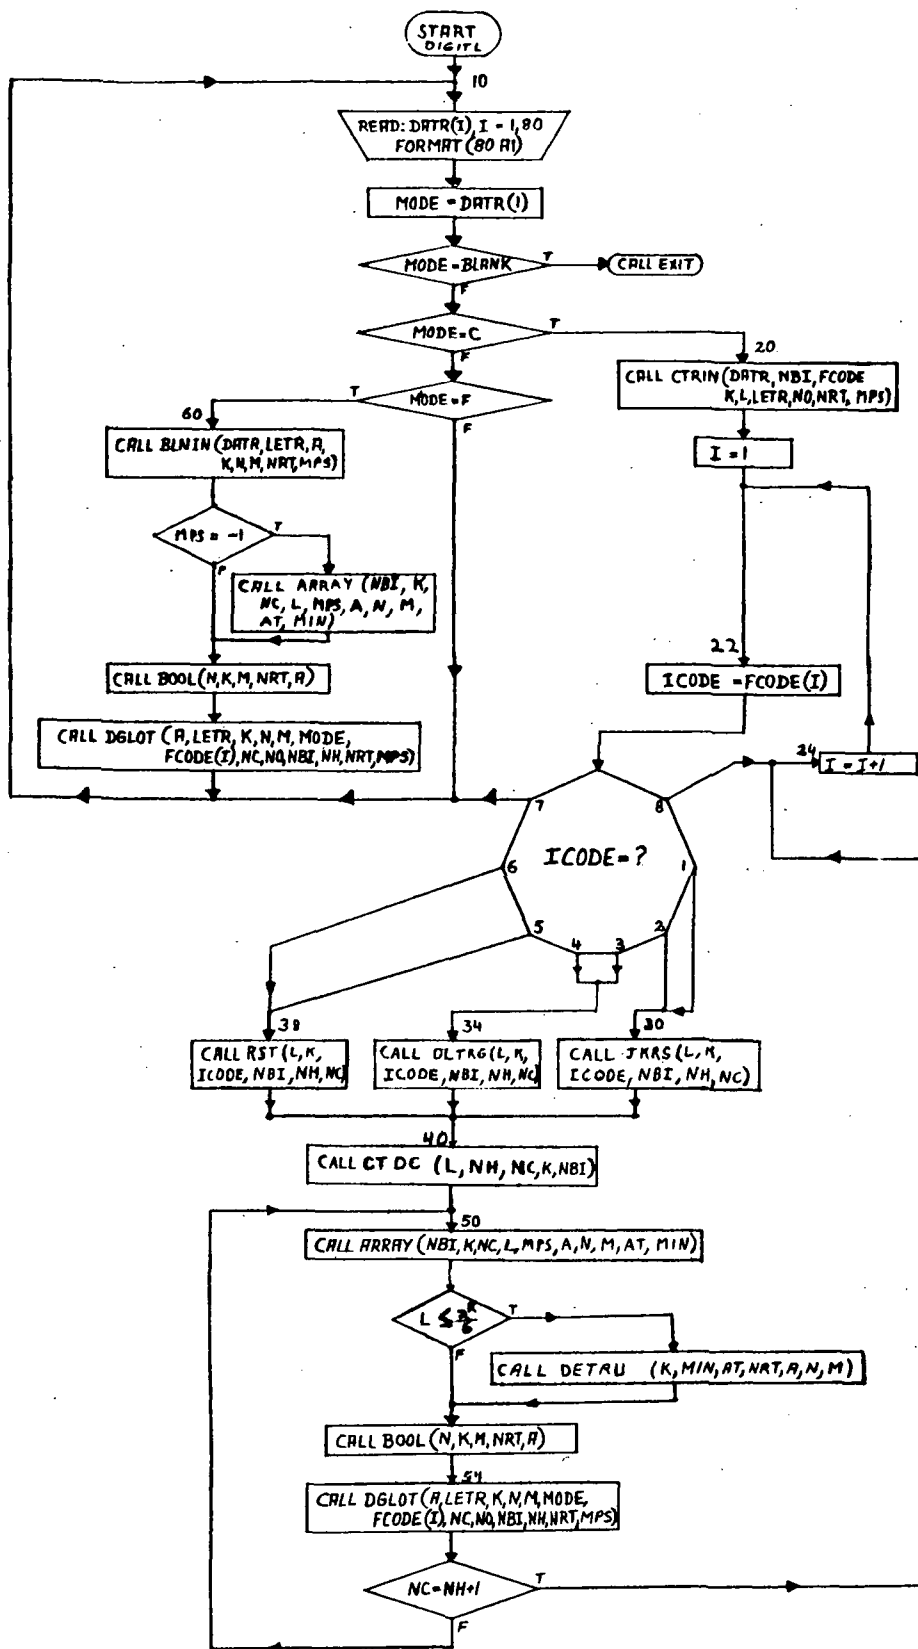 START
DIGITL
10
READ: DATR(I), I = 1,80
FORMAT (80 A1)
MODE = DATR(1)
MODE = BLANK
T
CALL EXIT
F
MODE = C
T
F
20
CALL CTRIN (DATR, NBI, FCODE
K, L, LETR, NO, NRT, MPS)
T
MODE = F
F
60
CALL BLNIN (DATR, LETR, A,
K, N, M, NRT, MPS)
I = 1
MPS = -1
T
F
CALL ARRAY (NBI, K,
NC, L, MPS, A, N, M,
AT, MIN)
22
ICODE = FCODE(I)
CALL BOOL (N, K, M, NRT, A)
CALL DGLOT (A, LETR, K, N, M, MODE,
FCODE(I), NC, NO, NBI, NH, NRT, MPS)
24
I = I+1
7
8
ICODE = ?
6
1
5
4
3
2
38
34
30
CALL RST (L, K,
ICODE, NBI, NH, NC)
CALL DLTRG (L, K,
ICODE, NBI, NH, NC)
CALL JKRS (L, K,
ICODE, NBI, NH, NC)
40
CALL CTDC (L, NH, NC, K, NBI)
50
CALL ARRAY (NBI, K, NC, L, MPS, A, N, M, AT, MIN)
L ≤
T
F
CALL DETRU (K, MIN, AT, NRT, A, N, M)
CALL BOOL (N, K, M, NRT, A)
54
CALL DGLOT (A, LETR, K, N, M, MODE,
FCODE(I), NC, NO, NBI, NH, NRT, MPS)
NC = NH+1
T
F